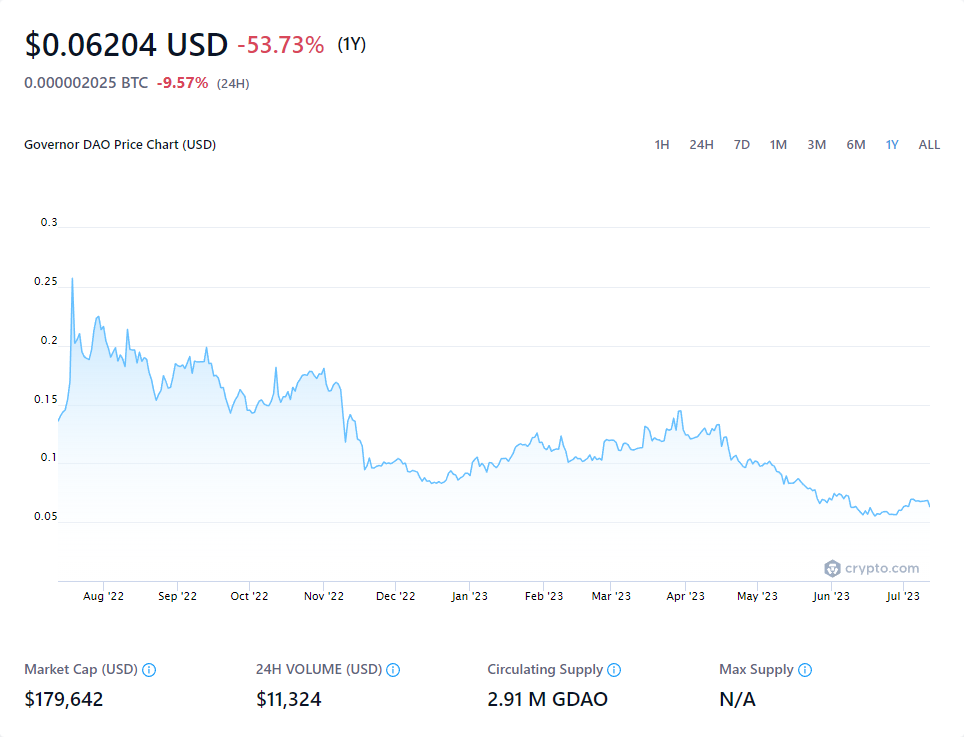 $0.06204 USD -53.73% (1Y)
0.000002025 BTC -9.57% (24H)
Governor DAO Price Chart (USD) 1H 24H 7D 1M 3M 6M 1Y ALL
0.3
0.25
0.2
0.15
0.1
0.05
crypto.com
Aug '22 Sep '22 Oct '22 Nov '22 Dec '22 Jan '23 Feb '23 Mar '23 Apr '23 May '23 Jun '23 Jul '23
Market Cap (USD) 24H VOLUME (USD) Circulating Supply Max Supply
$179,642 $11,324 2.91 M GDAO N/A